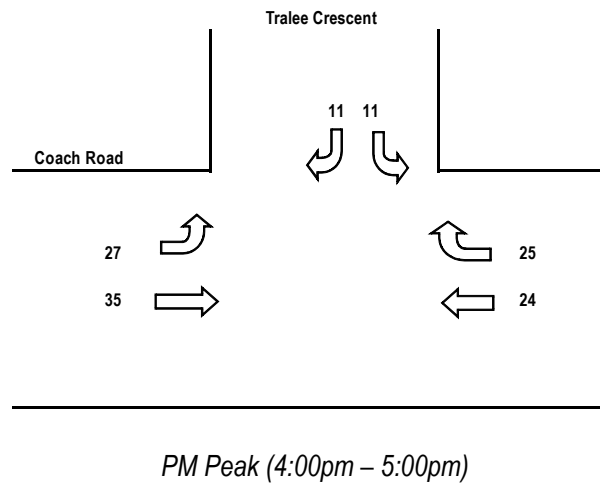 Tralee Crescent
11 11
Coach Road
27 25
35 24
PM Peak (4:00pm – 5:00pm)